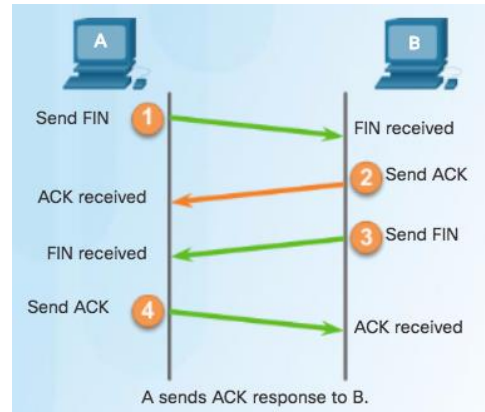 A
B
Send FIN
1
FIN received
2
Send ACK
ACK received
3
Send FIN
FIN received
Send ACK
4
ACK received
A sends ACK response to B.